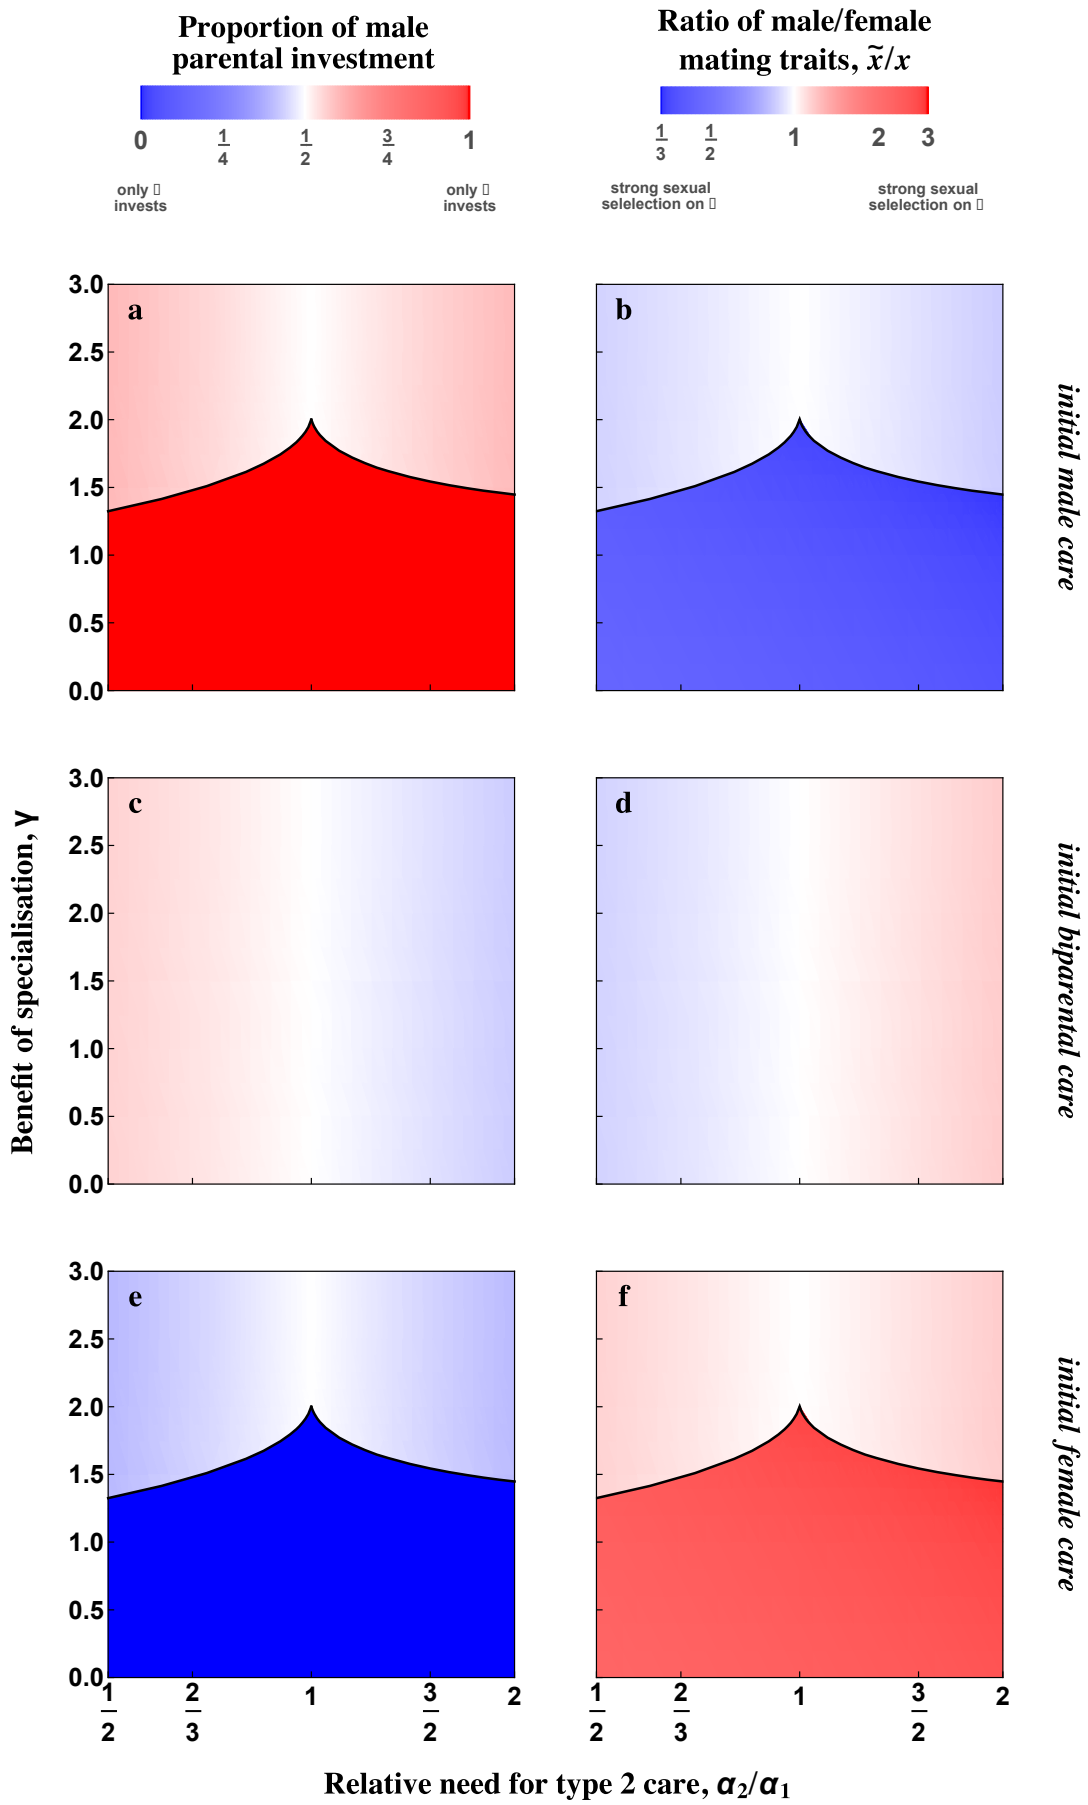 Proportion of male
parental investment
0 1/4 1/2 3/4 1
only ▯
invests
only ▯
invests
Ratio of male/female
mating traits, x̃/x
1/3 1/2 1 2 3
strong sexual
selelection on ▯
strong sexual
selelection on ▯
a
3.0
2.5
2.0
1.5
1.0
0.5
0.0
b
initial male care
c
3.0
2.5
2.0
1.5
1.0
0.5
0.0
d
initial biparental care
Benefit of specialisation, γ
e
3.0
2.5
2.0
1.5
1.0
0.5
0.0
f
initial female care
1/2 2/3 1 3/2 2
1/2 2/3 1 3/2 2
Relative need for type 2 care, α₂/α₁